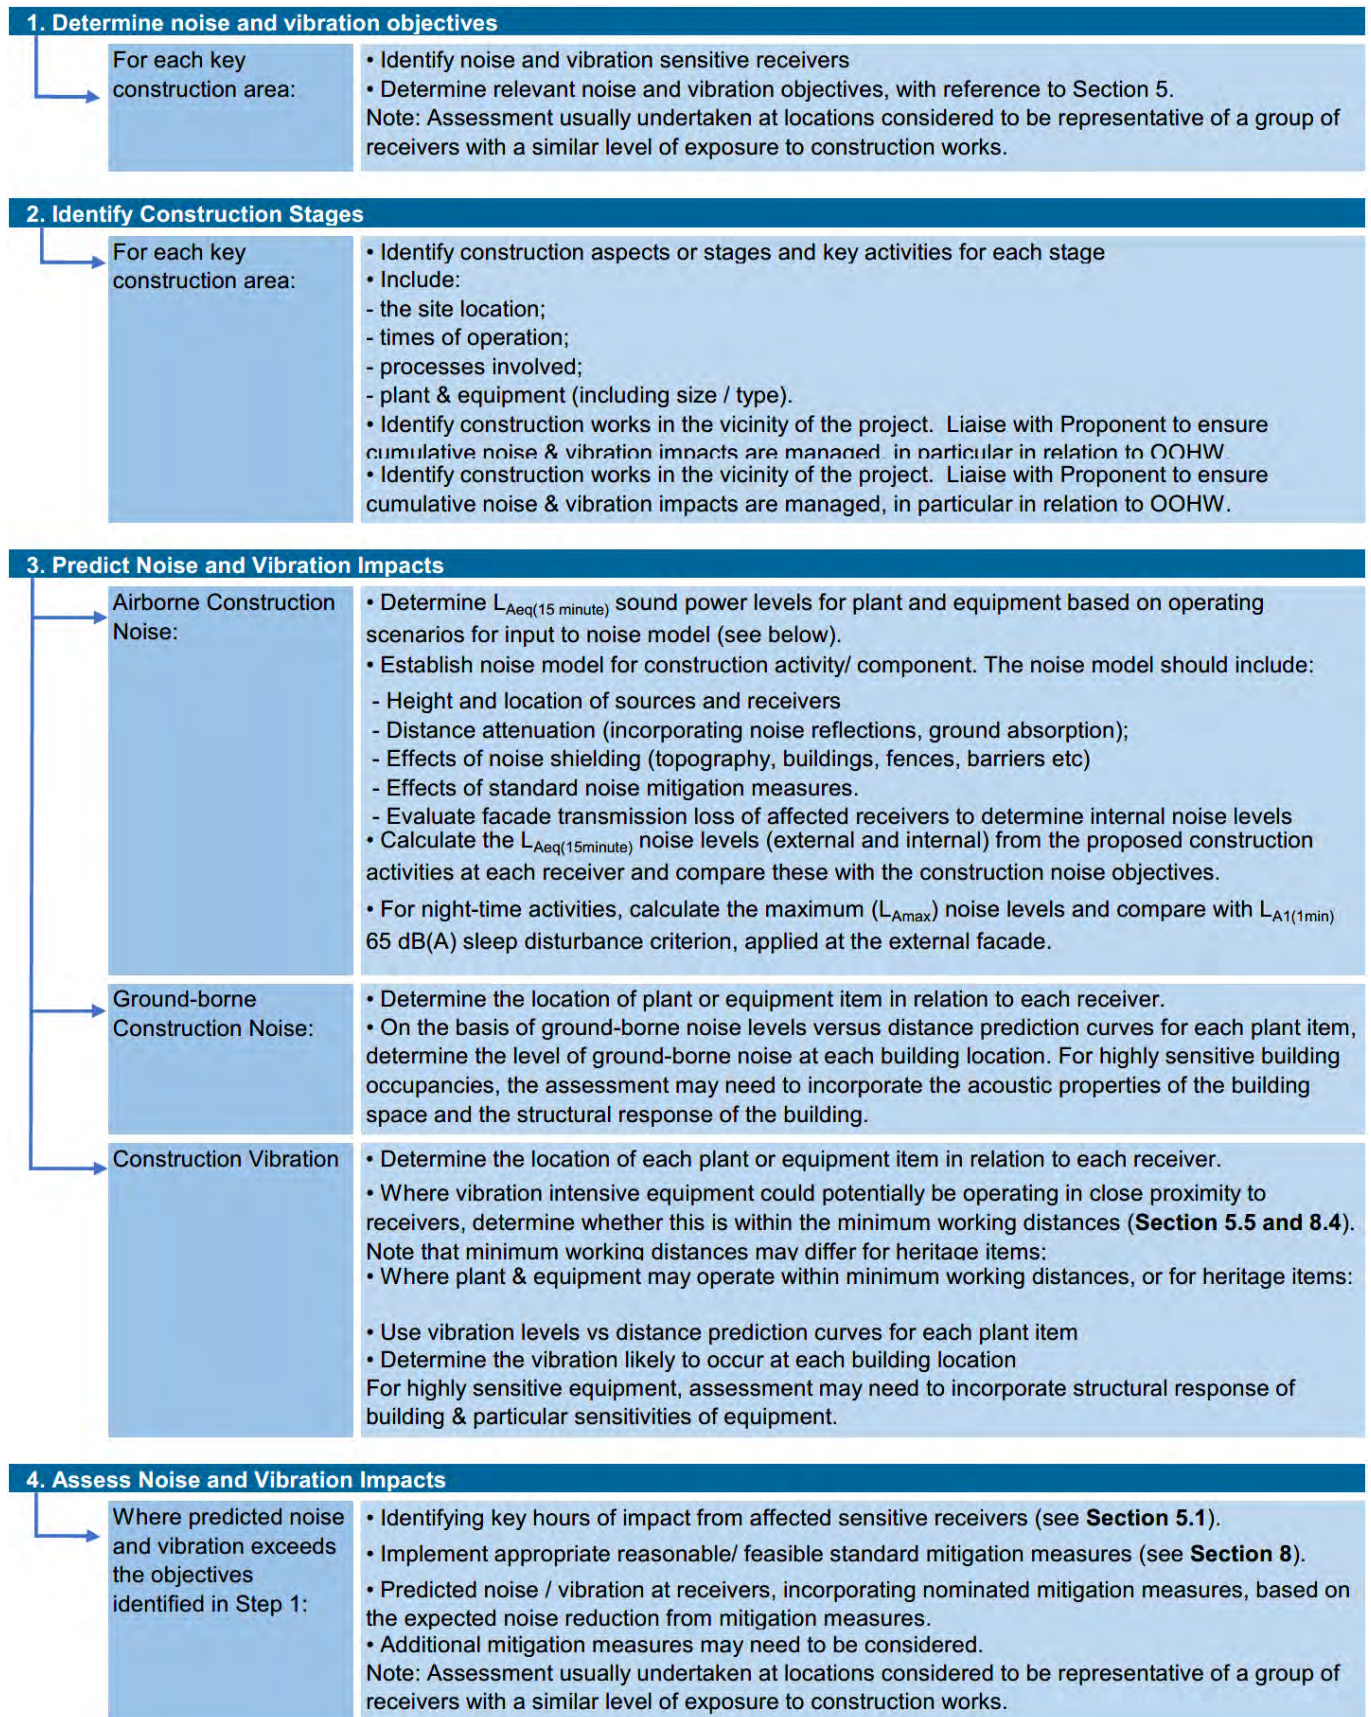 1. Determine noise and vibration objectives
For each key
construction area:
• Identify noise and vibration sensitive receivers
• Determine relevant noise and vibration objectives, with reference to Section 5.
Note: Assessment usually undertaken at locations considered to be representative of a group of
receivers with a similar level of exposure to construction works.
2. Identify Construction Stages
For each key
construction area:
• Identify construction aspects or stages and key activities for each stage
• Include:
- the site location;
- times of operation;
- processes involved;
- plant & equipment (including size / type).
• Identify construction works in the vicinity of the project.  Liaise with Proponent to ensure
cumulative noise & vibration impacts are managed, in particular in relation to OOHW.
• Identify construction works in the vicinity of the project.  Liaise with Proponent to ensure
cumulative noise & vibration impacts are managed, in particular in relation to OOHW.
3. Predict Noise and Vibration Impacts
Airborne Construction
Noise:
• Determine LAeq(15 minute) sound power levels for plant and equipment based on operating
scenarios for input to noise model (see below).
• Establish noise model for construction activity/ component. The noise model should include:
- Height and location of sources and receivers
- Distance attenuation (incorporating noise reflections, ground absorption);
- Effects of noise shielding (topography, buildings, fences, barriers etc)
- Effects of standard noise mitigation measures.
- Evaluate facade transmission loss of affected receivers to determine internal noise levels
• Calculate the LAeq(15minute) noise levels (external and internal) from the proposed construction
activities at each receiver and compare these with the construction noise objectives.
• For night-time activities, calculate the maximum (LAmax) noise levels and compare with LA1(1min)
65 dB(A) sleep disturbance criterion, applied at the external facade.
Ground-borne
Construction Noise:
• Determine the location of plant or equipment item in relation to each receiver.
• On the basis of ground-borne noise levels versus distance prediction curves for each plant item,
determine the level of ground-borne noise at each building location. For highly sensitive building
occupancies, the assessment may need to incorporate the acoustic properties of the building
space and the structural response of the building.
Construction Vibration
• Determine the location of each plant or equipment item in relation to each receiver.
• Where vibration intensive equipment could potentially be operating in close proximity to
receivers, determine whether this is within the minimum working distances (Section 5.5 and 8.4).
Note that minimum working distances may differ for heritage items:
• Where plant & equipment may operate within minimum working distances, or for heritage items:
• Use vibration levels vs distance prediction curves for each plant item
• Determine the vibration likely to occur at each building location
For highly sensitive equipment, assessment may need to incorporate structural response of
building & particular sensitivities of equipment.
4. Assess Noise and Vibration Impacts
Where predicted noise
and vibration exceeds
the objectives
identified in Step 1:
• Identifying key hours of impact from affected sensitive receivers (see Section 5.1).
• Implement appropriate reasonable/ feasible standard mitigation measures (see Section 8).
• Predicted noise / vibration at receivers, incorporating nominated mitigation measures, based on
the expected noise reduction from mitigation measures.
• Additional mitigation measures may need to be considered.
Note: Assessment usually undertaken at locations considered to be representative of a group of
receivers with a similar level of exposure to construction works.